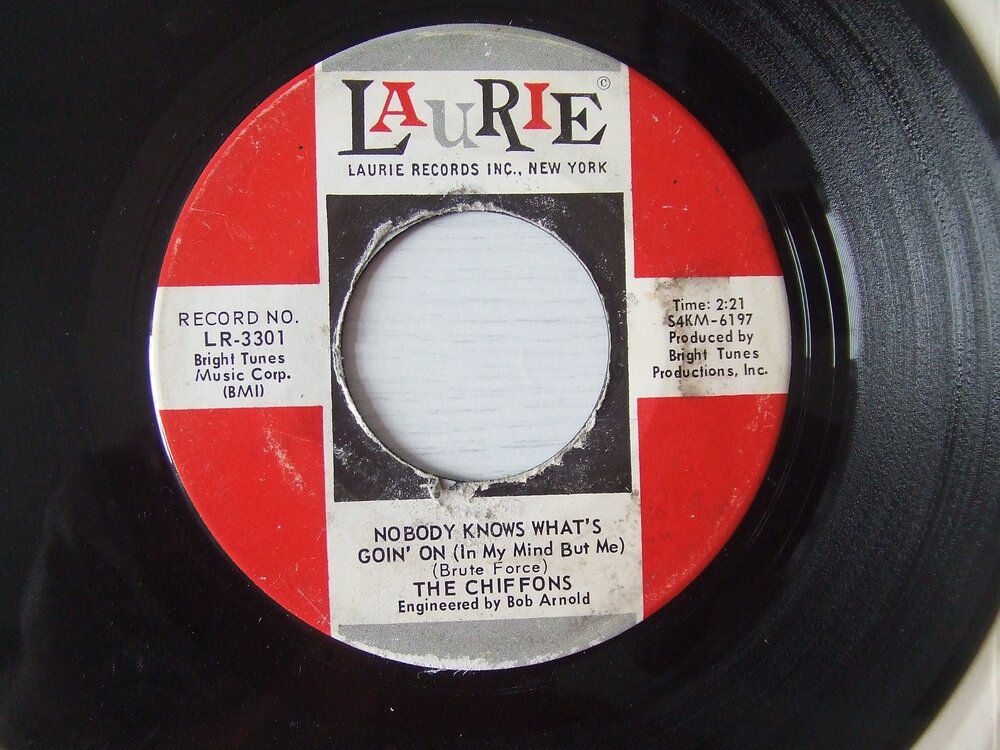 LAURIE ©
LAURIE RECORDS INC., NEW YORK
RECORD NO.
LR-3301
Bright Tunes
Music Corp.
(BMI)
Time: 2:21
S4KM-6197
Produced by
Bright Tunes
Productions, Inc.
NOBODY KNOWS WHAT'S
GOIN' ON (In My Mind But Me)
(Brute Force)
THE CHIFFONS
Engineered by Bob Arnold